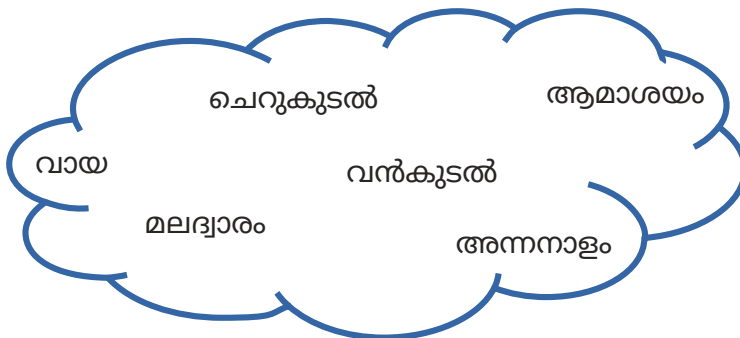 ചെറുകുടൽ
ആമാശയം
വായ
വൻകുടൽ
മലദ്വാരം
അന്നനാളം